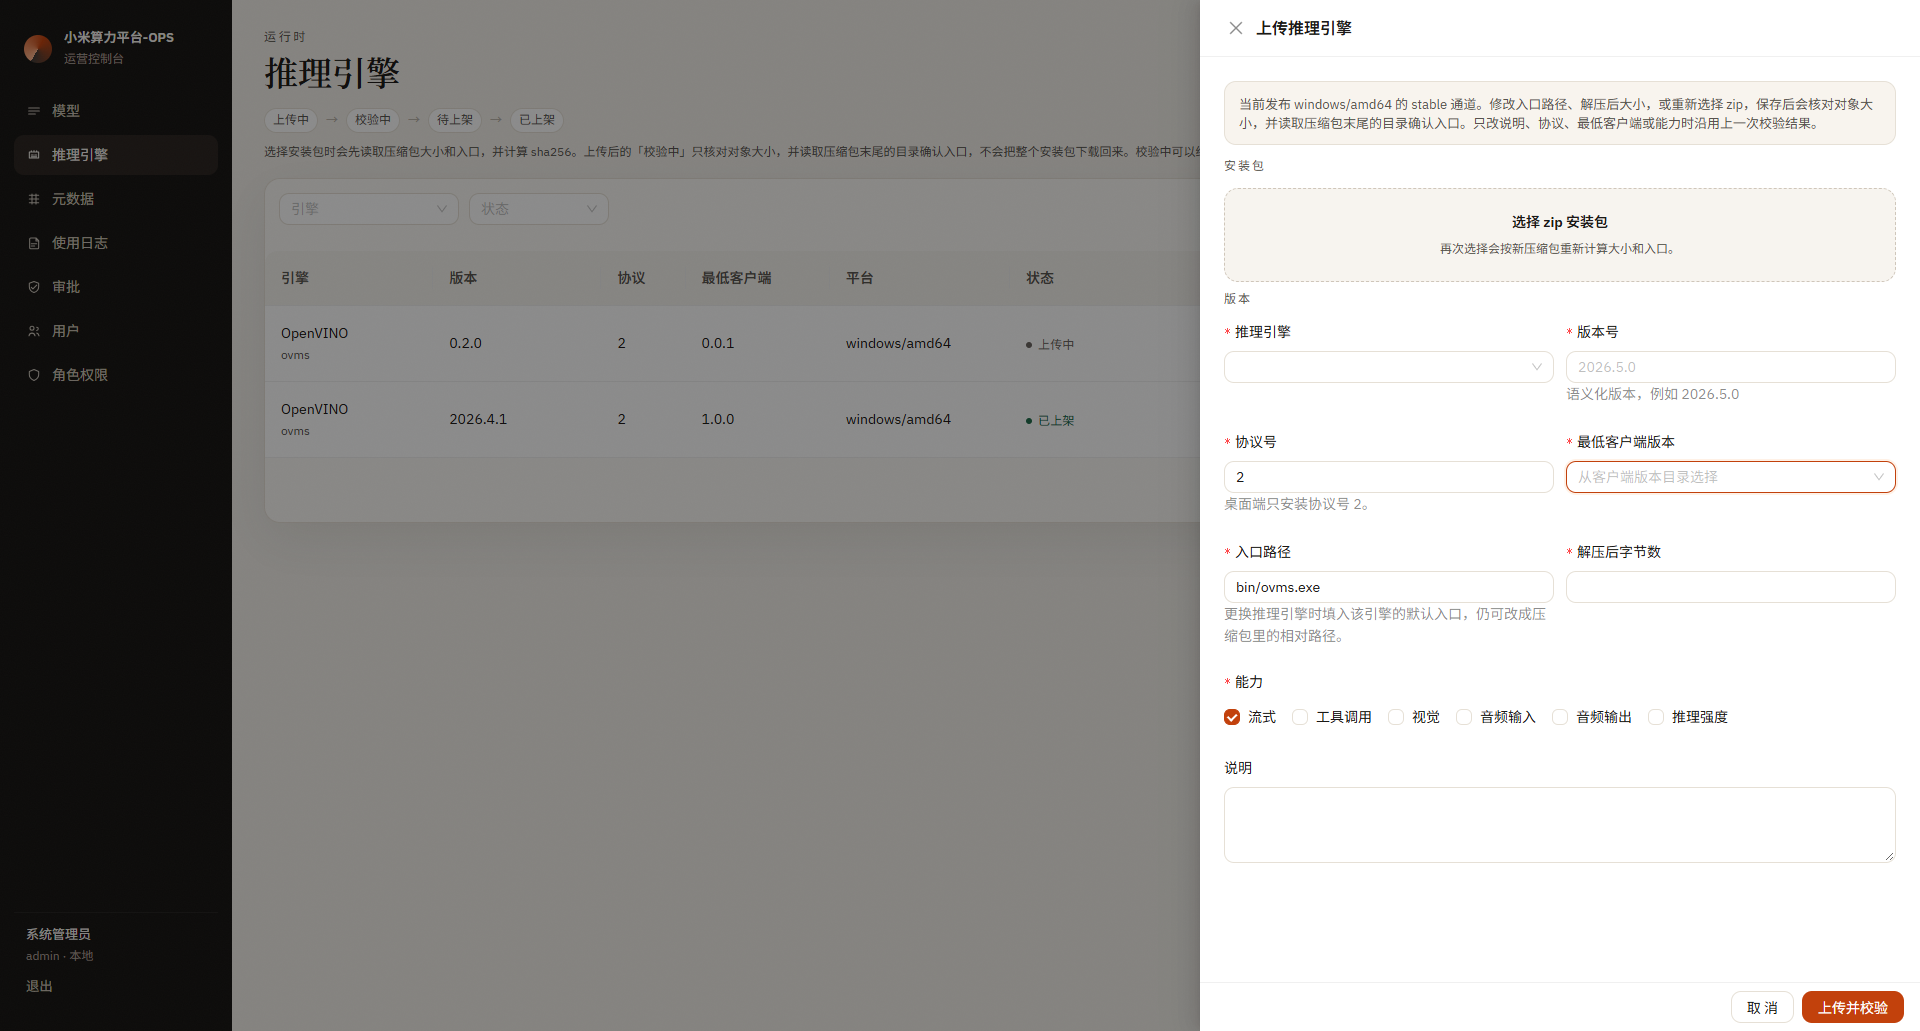 小米算力平台-OPS
运营控制台
模型
推理引擎
元数据
使用日志
审批
用户
角色权限
系统管理员
admin · 本地
退出
运行时
推理引擎
上传中 → 校验中 → 待上架 → 已上架
选择安装包时会先读取压缩包大小和入口，并计算 sha256。上传后的「校验中」只核对对象大小，并读取压缩包末尾的目录确认入口，不会把整个安装包下载回来。校验中可以
引擎 状态
引擎 版本 协议 最低客户端 平台 状态
OpenVINO
ovms
0.2.0 2 0.0.1 windows/amd64 上传中
OpenVINO
ovms
2026.4.1 2 1.0.0 windows/amd64 已上架
上传推理引擎
当前发布 windows/amd64 的 stable 通道。修改入口路径、解压后大小，或重新选择 zip，保存后会核对对象大
小，并读取压缩包末尾的目录确认入口。只改说明、协议、最低客户端或能力时沿用上一次校验结果。
安装包
选择 zip 安装包
再次选择会按新压缩包重新计算大小和入口。
版本
* 推理引擎 * 版本号
2026.5.0
语义化版本，例如 2026.5.0
* 协议号 * 最低客户端版本
2 从客户端版本目录选择
桌面端只安装协议号 2。
* 入口路径 * 解压后字节数
bin/ovms.exe
更换推理引擎时填入该引擎的默认入口，仍可改成压
缩包里的相对路径。
* 能力
流式 工具调用 视觉 音频输入 音频输出 推理强度
说明
取 消 上传并校验